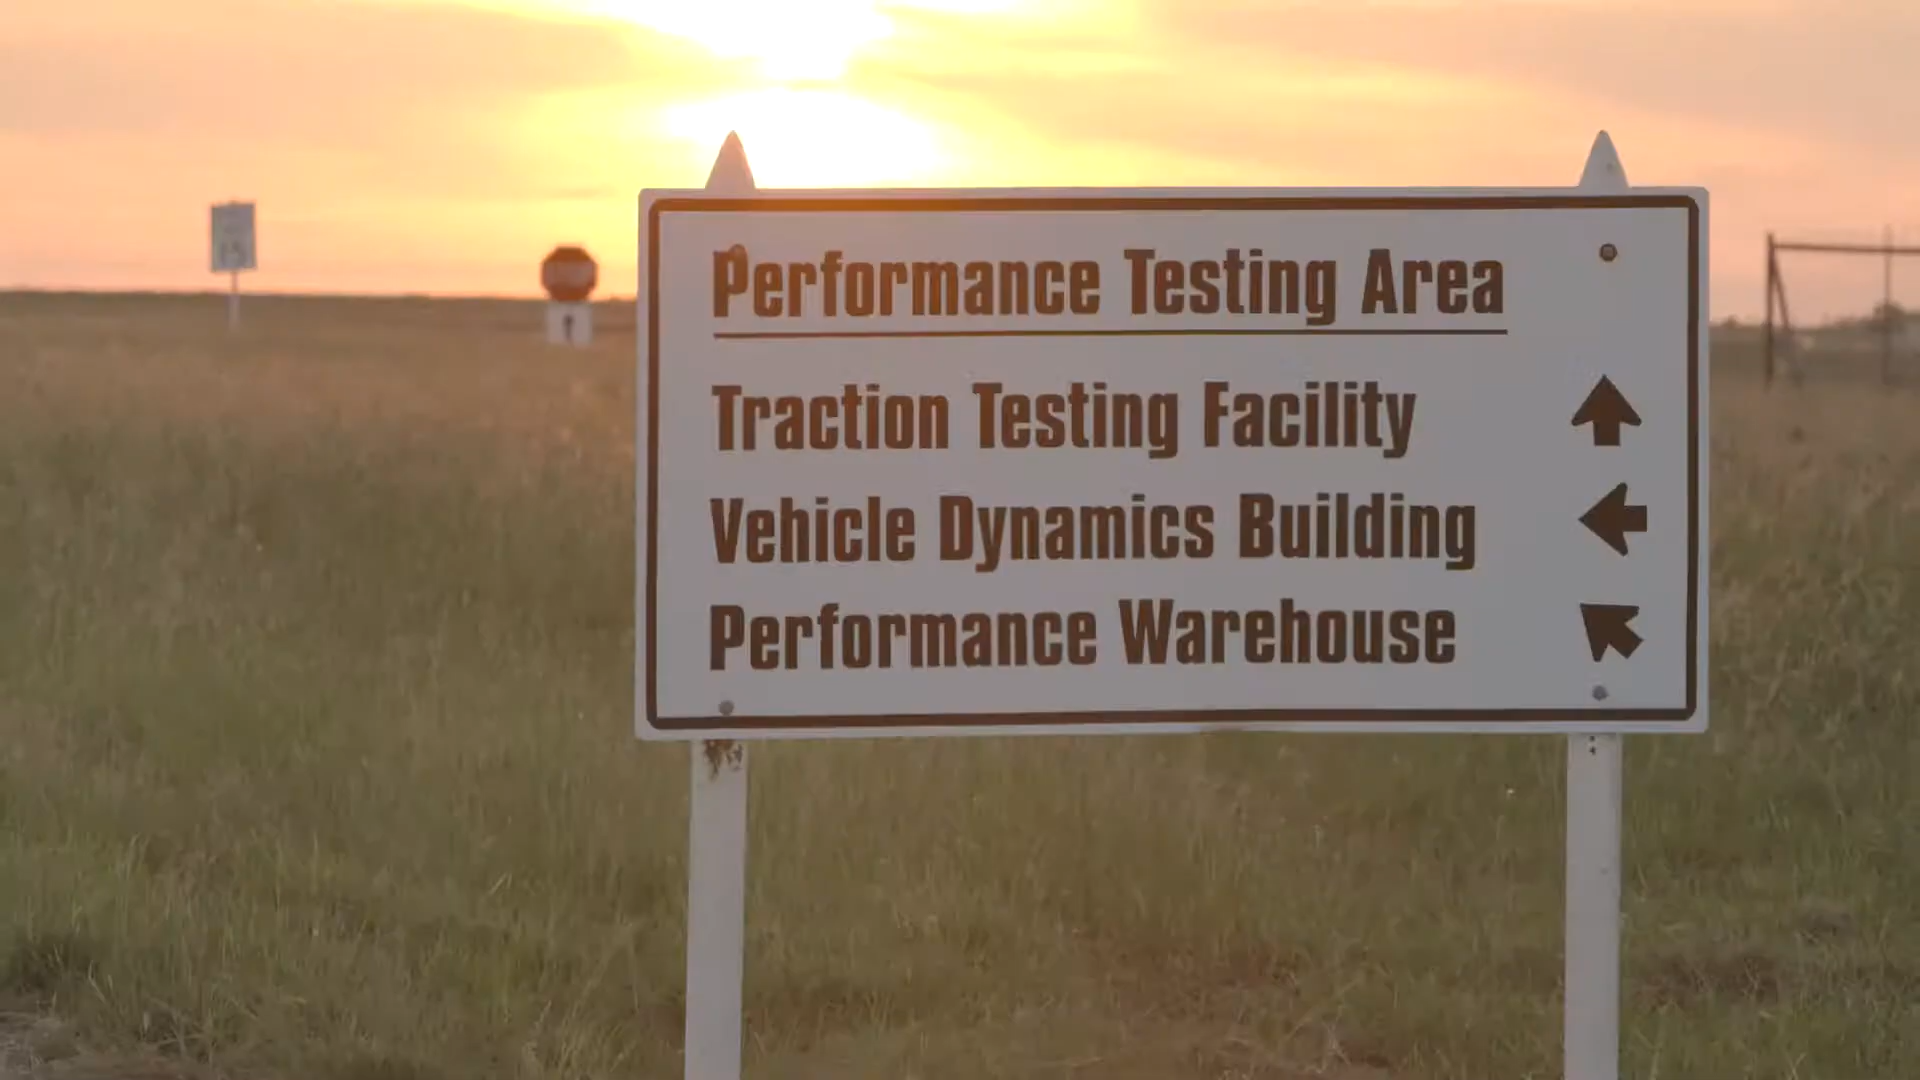 Performance Testing Area
Traction Testing Facility
Vehicle Dynamics Building
Performance Warehouse